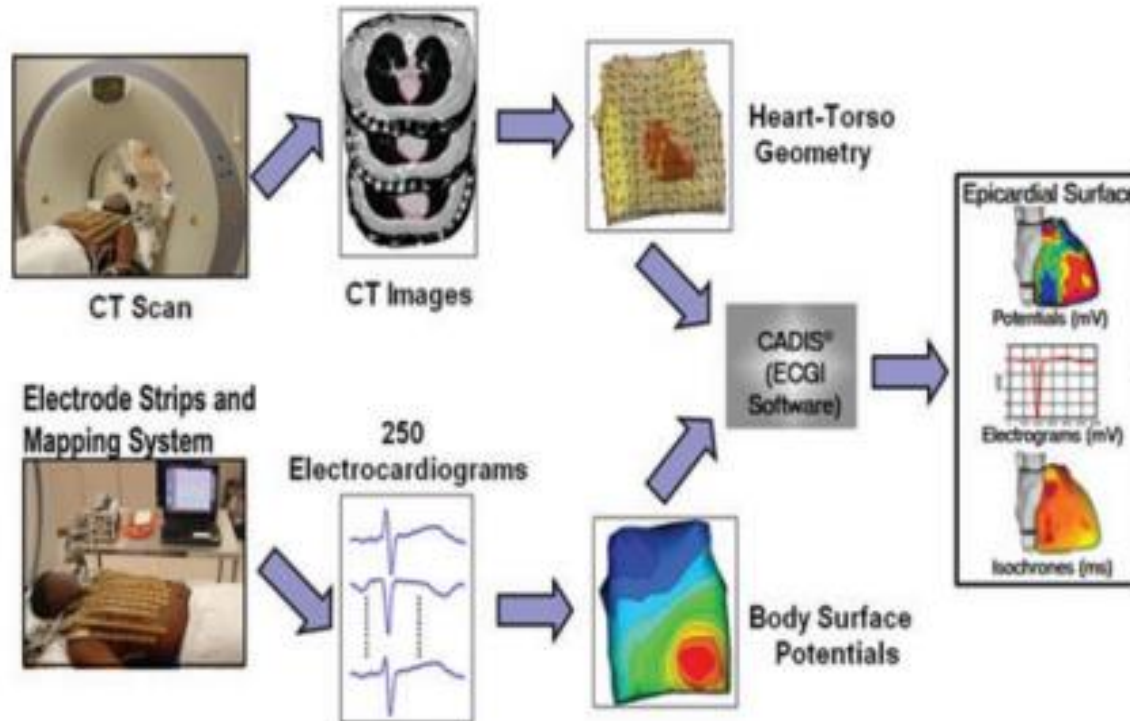 CT Scan
CT Images
Heart-Torso
Geometry
Electrode Strips and
Mapping System
250
Electrocardiograms
Body Surface
Potentials
CADIS®
(ECGI
Software)
Epicardial Surface
Potentials (mV)
Electrograms (mV)
Isochrones (ms)